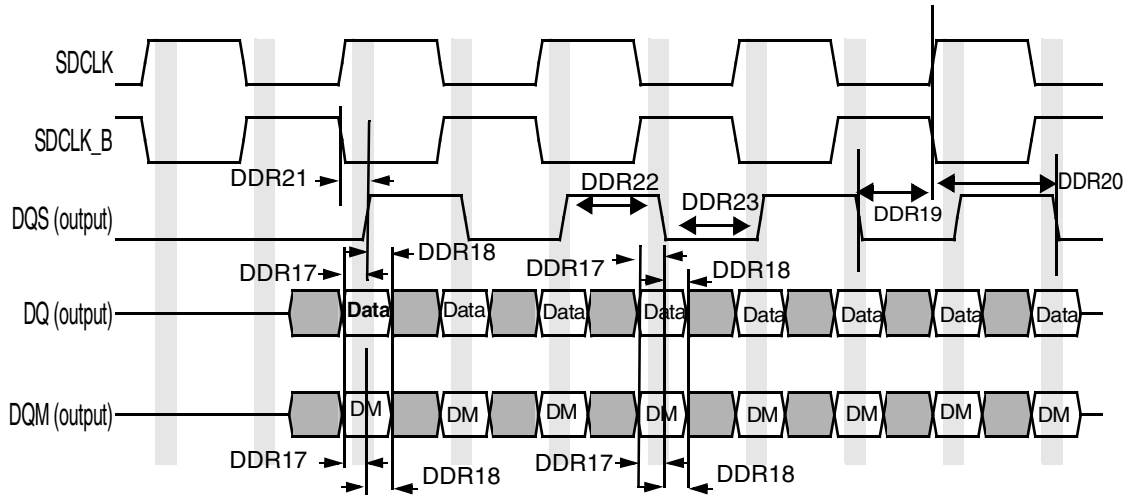 SDCLK
SDCLK_B
DDR21
DDR22
DDR20
DQS (output)
DDR23
DDR19
DDR18
DDR17
DDR17
DDR18
DQ (output)
Data
Data
Data
Data
Data
Data
Data
Data
DQM (output)
DM
DM
DM
DM
DM
DM
DM
DM
DDR17
DDR18
DDR17
DDR18